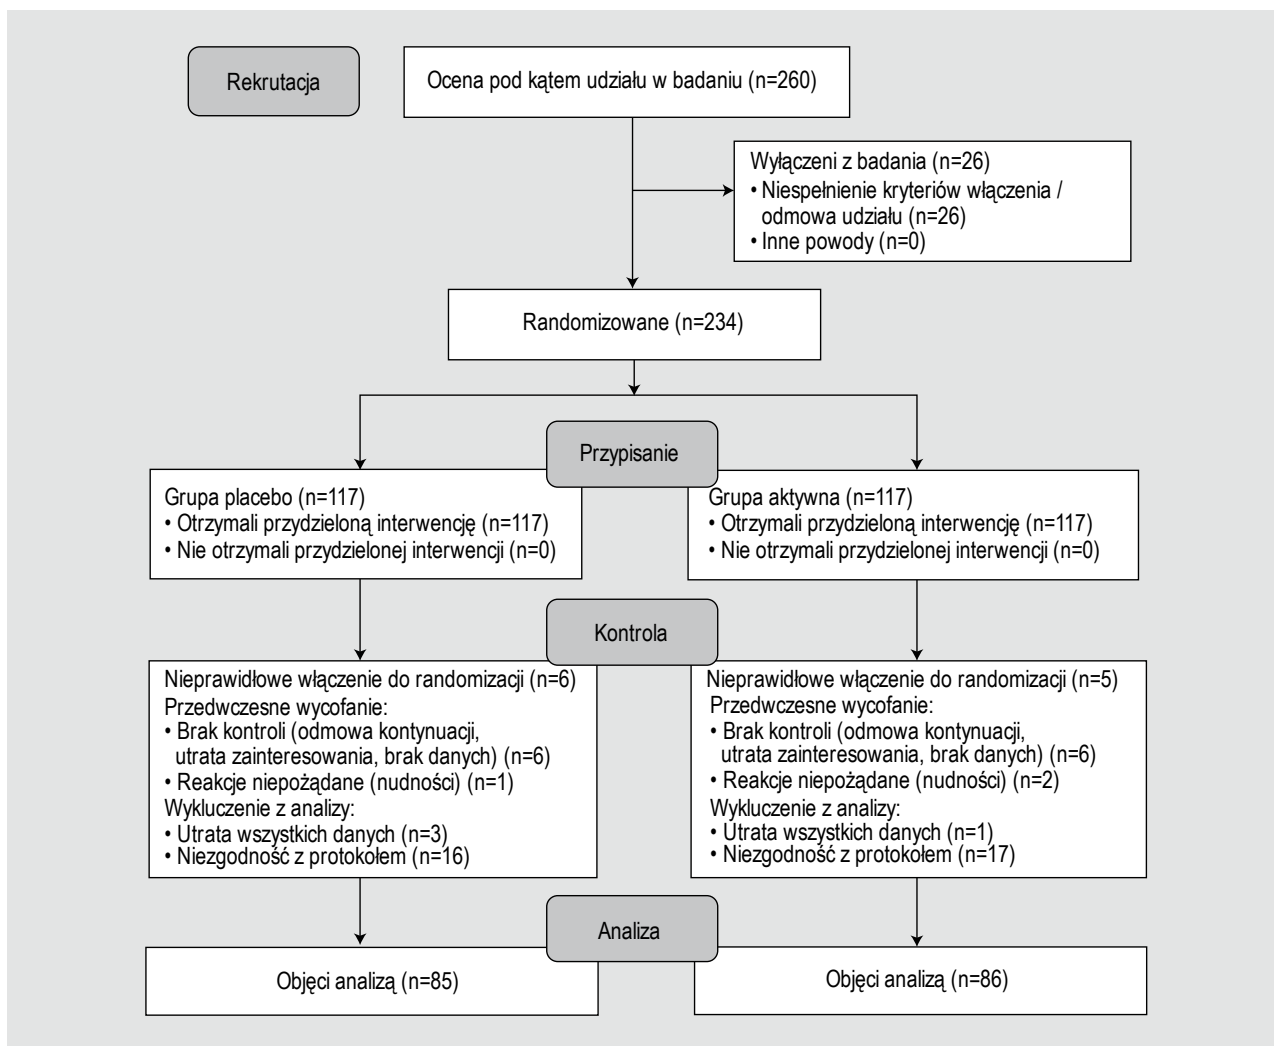 Rekrutacja
Ocena pod kątem udziału w badaniu (n=260)
Wyłączeni z badania (n=26)
• Niespełnienie kryteriów włączenia /
odmowa udziału (n=26)
• Inne powody (n=0)
Randomizowane (n=234)
Przypisanie
Grupa placebo (n=117)
• Otrzymali przydzieloną interwencję (n=117)
• Nie otrzymali przydzielonej interwencji (n=0)
Grupa aktywna (n=117)
• Otrzymali przydzieloną interwencję (n=117)
• Nie otrzymali przydzielonej interwencji (n=0)
Kontrola
Nieprawidłowe włączenie do randomizacji (n=6)
Przedwczesne wycofanie:
• Brak kontroli (odmowa kontynuacji,
utrata zainteresowania, brak danych) (n=6)
• Reakcje niepożądane (nudności) (n=1)
Wykluczenie z analizy:
• Utrata wszystkich danych (n=3)
• Niezgodność z protokołem (n=16)
Nieprawidłowe włączenie do randomizacji (n=5)
Przedwczesne wycofanie:
• Brak kontroli (odmowa kontynuacji,
utrata zainteresowania, brak danych) (n=6)
• Reakcje niepożądane (nudności) (n=2)
Wykluczenie z analizy:
• Utrata wszystkich danych (n=1)
• Niezgodność z protokołem (n=17)
Analiza
Objęci analizą (n=85)
Objęci analizą (n=86)